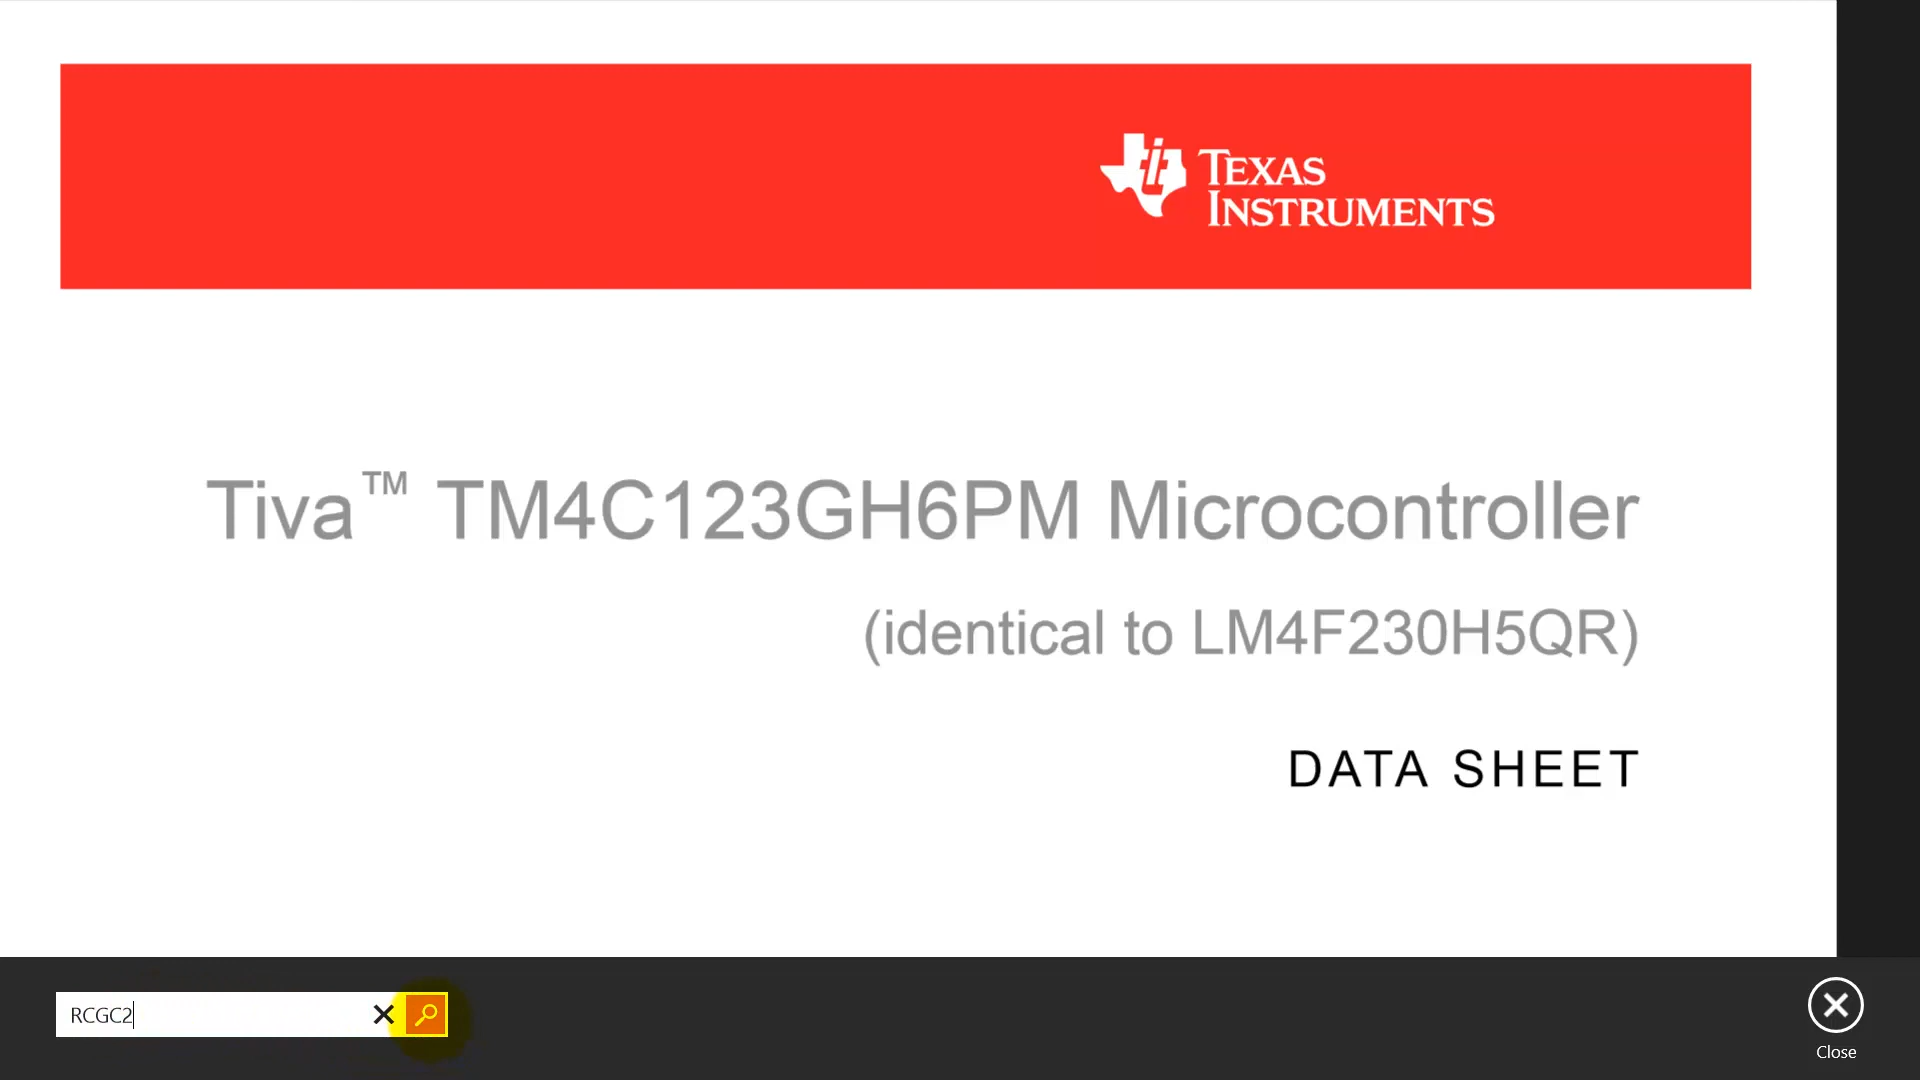 TEXAS
INSTRUMENTS
Tiva™ TM4C123GH6PM Microcontroller
(identical to LM4F230H5QR)
DATA SHEET
RCGC2
Close